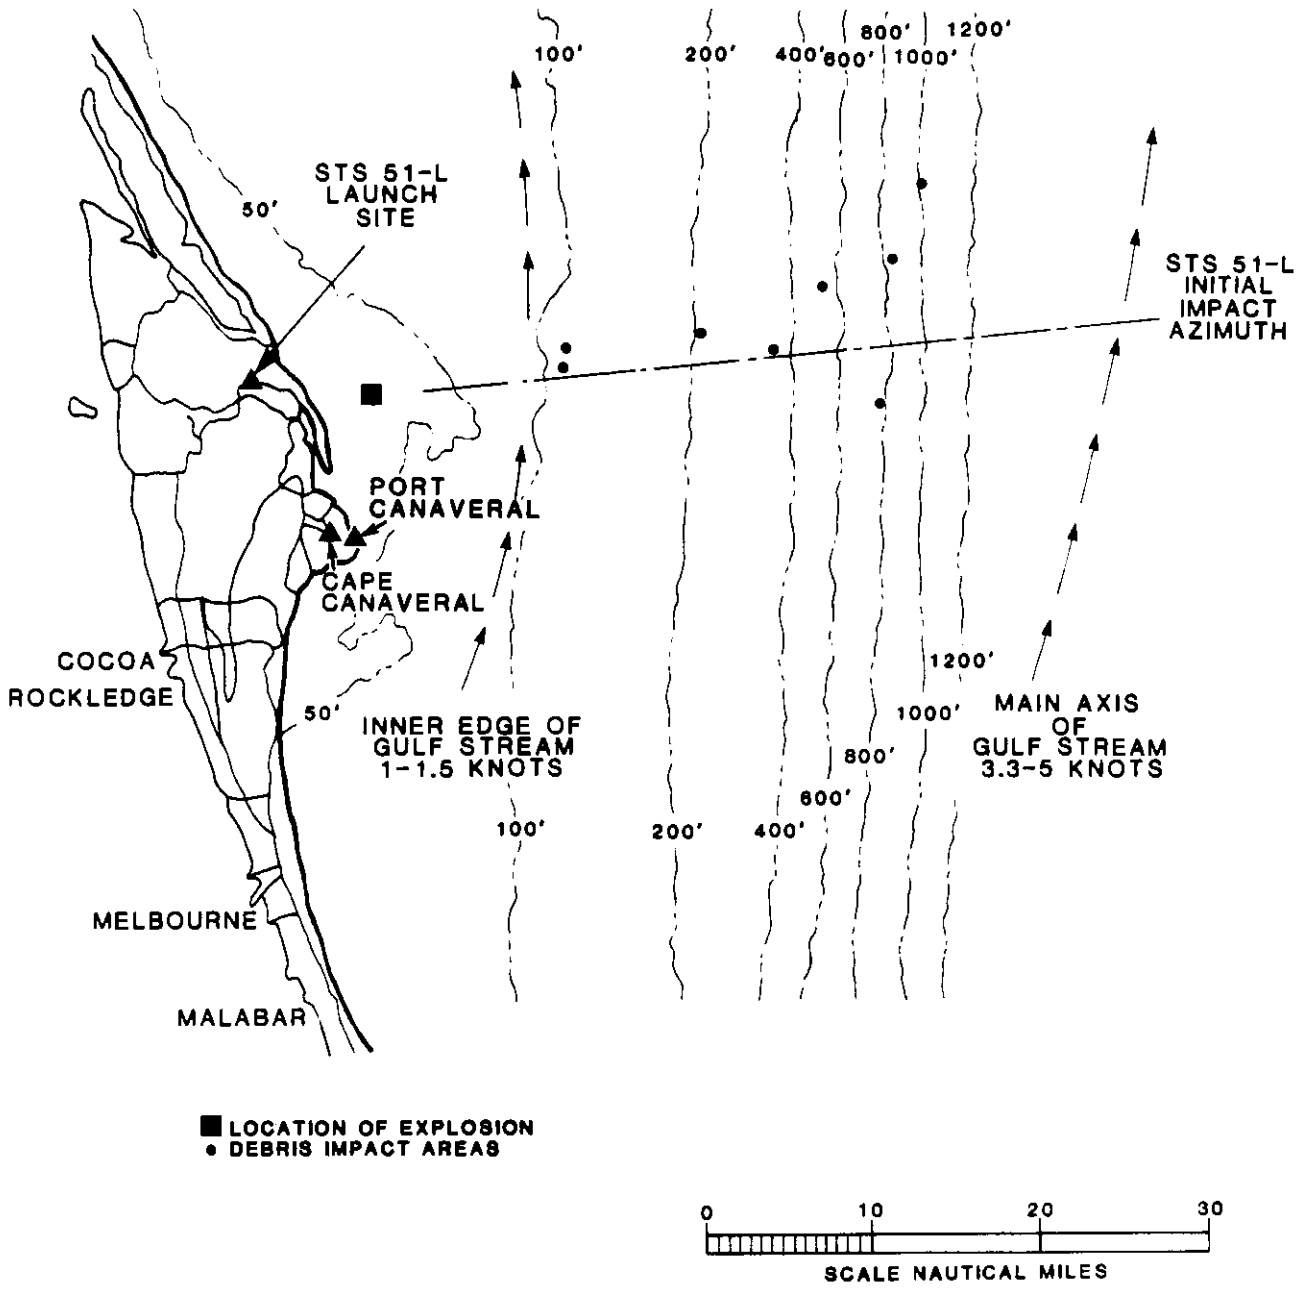 800'
1200'
100'
200'
400'
600'
1000'
STS 51-L
LAUNCH
SITE
50'
STS 51-L
INITIAL
IMPACT
AZIMUTH
PORT
CANAVERAL
CAPE
CANAVERAL
COCOA
ROCKLEDGE
50'
INNER EDGE OF
GULF STREAM
1-1.5 KNOTS
1200'
1000'
MAIN AXIS
OF
GULF STREAM
3.3-5 KNOTS
800'
600'
100'
200'
400'
MELBOURNE
MALABAR
LOCATION OF EXPLOSION
DEBRIS IMPACT AREAS
0 10 20 30
SCALE NAUTICAL MILES